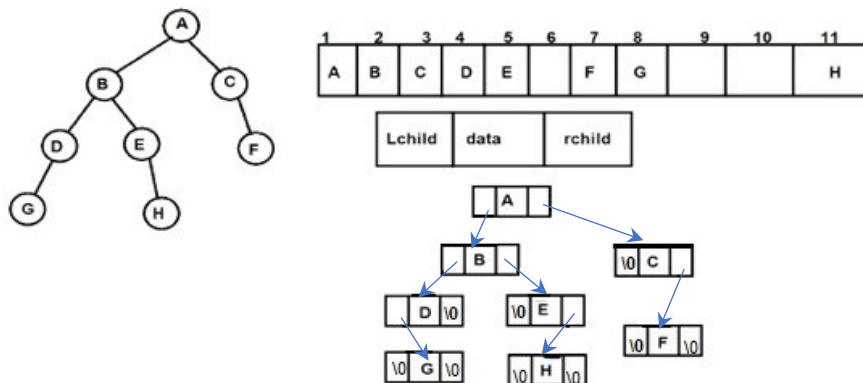 A
B C
D E F
G H
1 2 3 4 5 6 7 8 9 10 11
A B C D E F G H
Lchild data rchild
A
B
\0 C
D \0
\0 E
\0 F \0
\0 G \0
\0 H \0